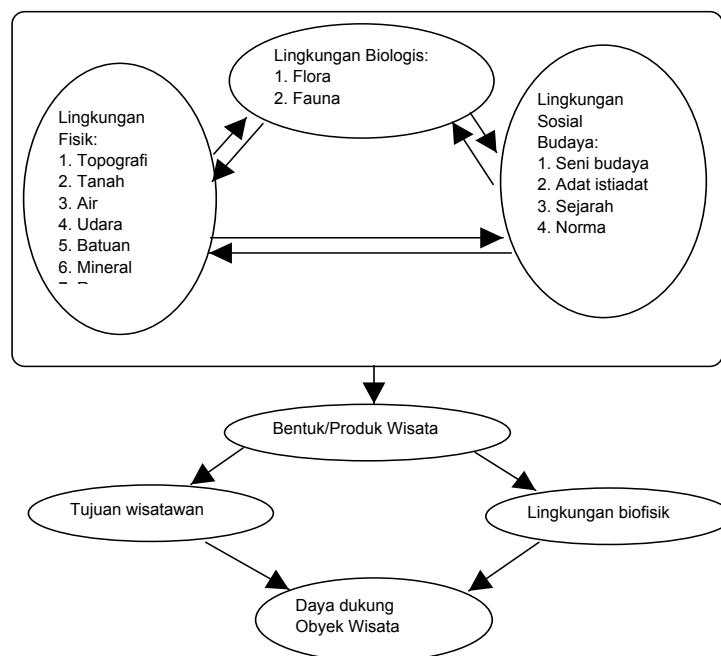 Lingkungan Biologis:
1. Flora
2. Fauna
Lingkungan
Fisik:
1. Topografi
2. Tanah
3. Air
4. Udara
5. Batuan
6. Mineral
Lingkungan
Sosial
Budaya:
1. Seni budaya
2. Adat istiadat
3. Sejarah
4. Norma
Bentuk/Produk Wisata
Tujuan wisatawan
Lingkungan biofisik
Daya dukung
Obyek Wisata